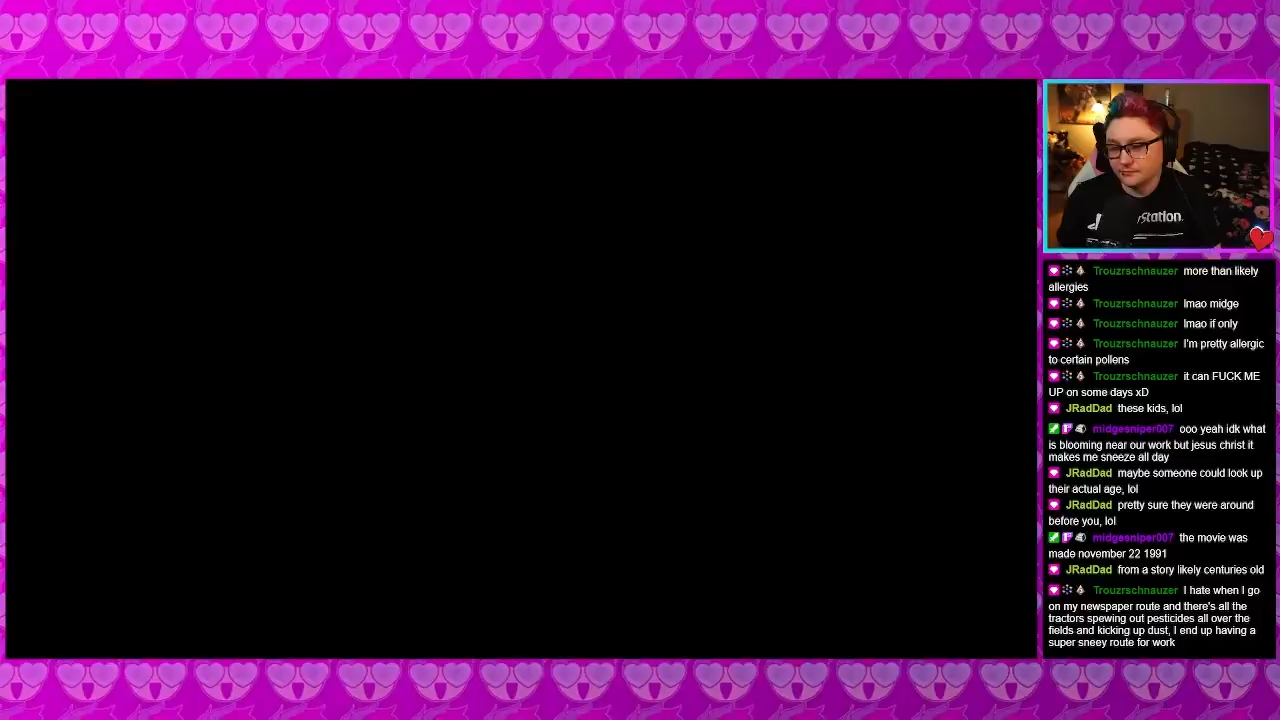 rStation.
Trouzrschnauzer more than likely
allergies
Trouzrschnauzer lmao midge
Trouzrschnauzer lmao if only
Trouzrschnauzer I'm pretty allergic
to certain pollens
Trouzrschnauzer it can FUCK ME
UP on some days xD
JRadDad these kids, lol
midgesniper007 ooo yeah idk what
is blooming near our work but jesus christ it
makes me sneeze all day
JRadDad maybe someone could look up
their actual age, lol
JRadDad pretty sure they were around
before you, lol
midgesniper007 the movie was
made november 22 1991
JRadDad from a story likely centuries old
Trouzrschnauzer I hate when I go
on my newspaper route and there's all the
tractors spewing out pesticides all over the
fields and kicking up dust, I end up having a
super sneey route for work